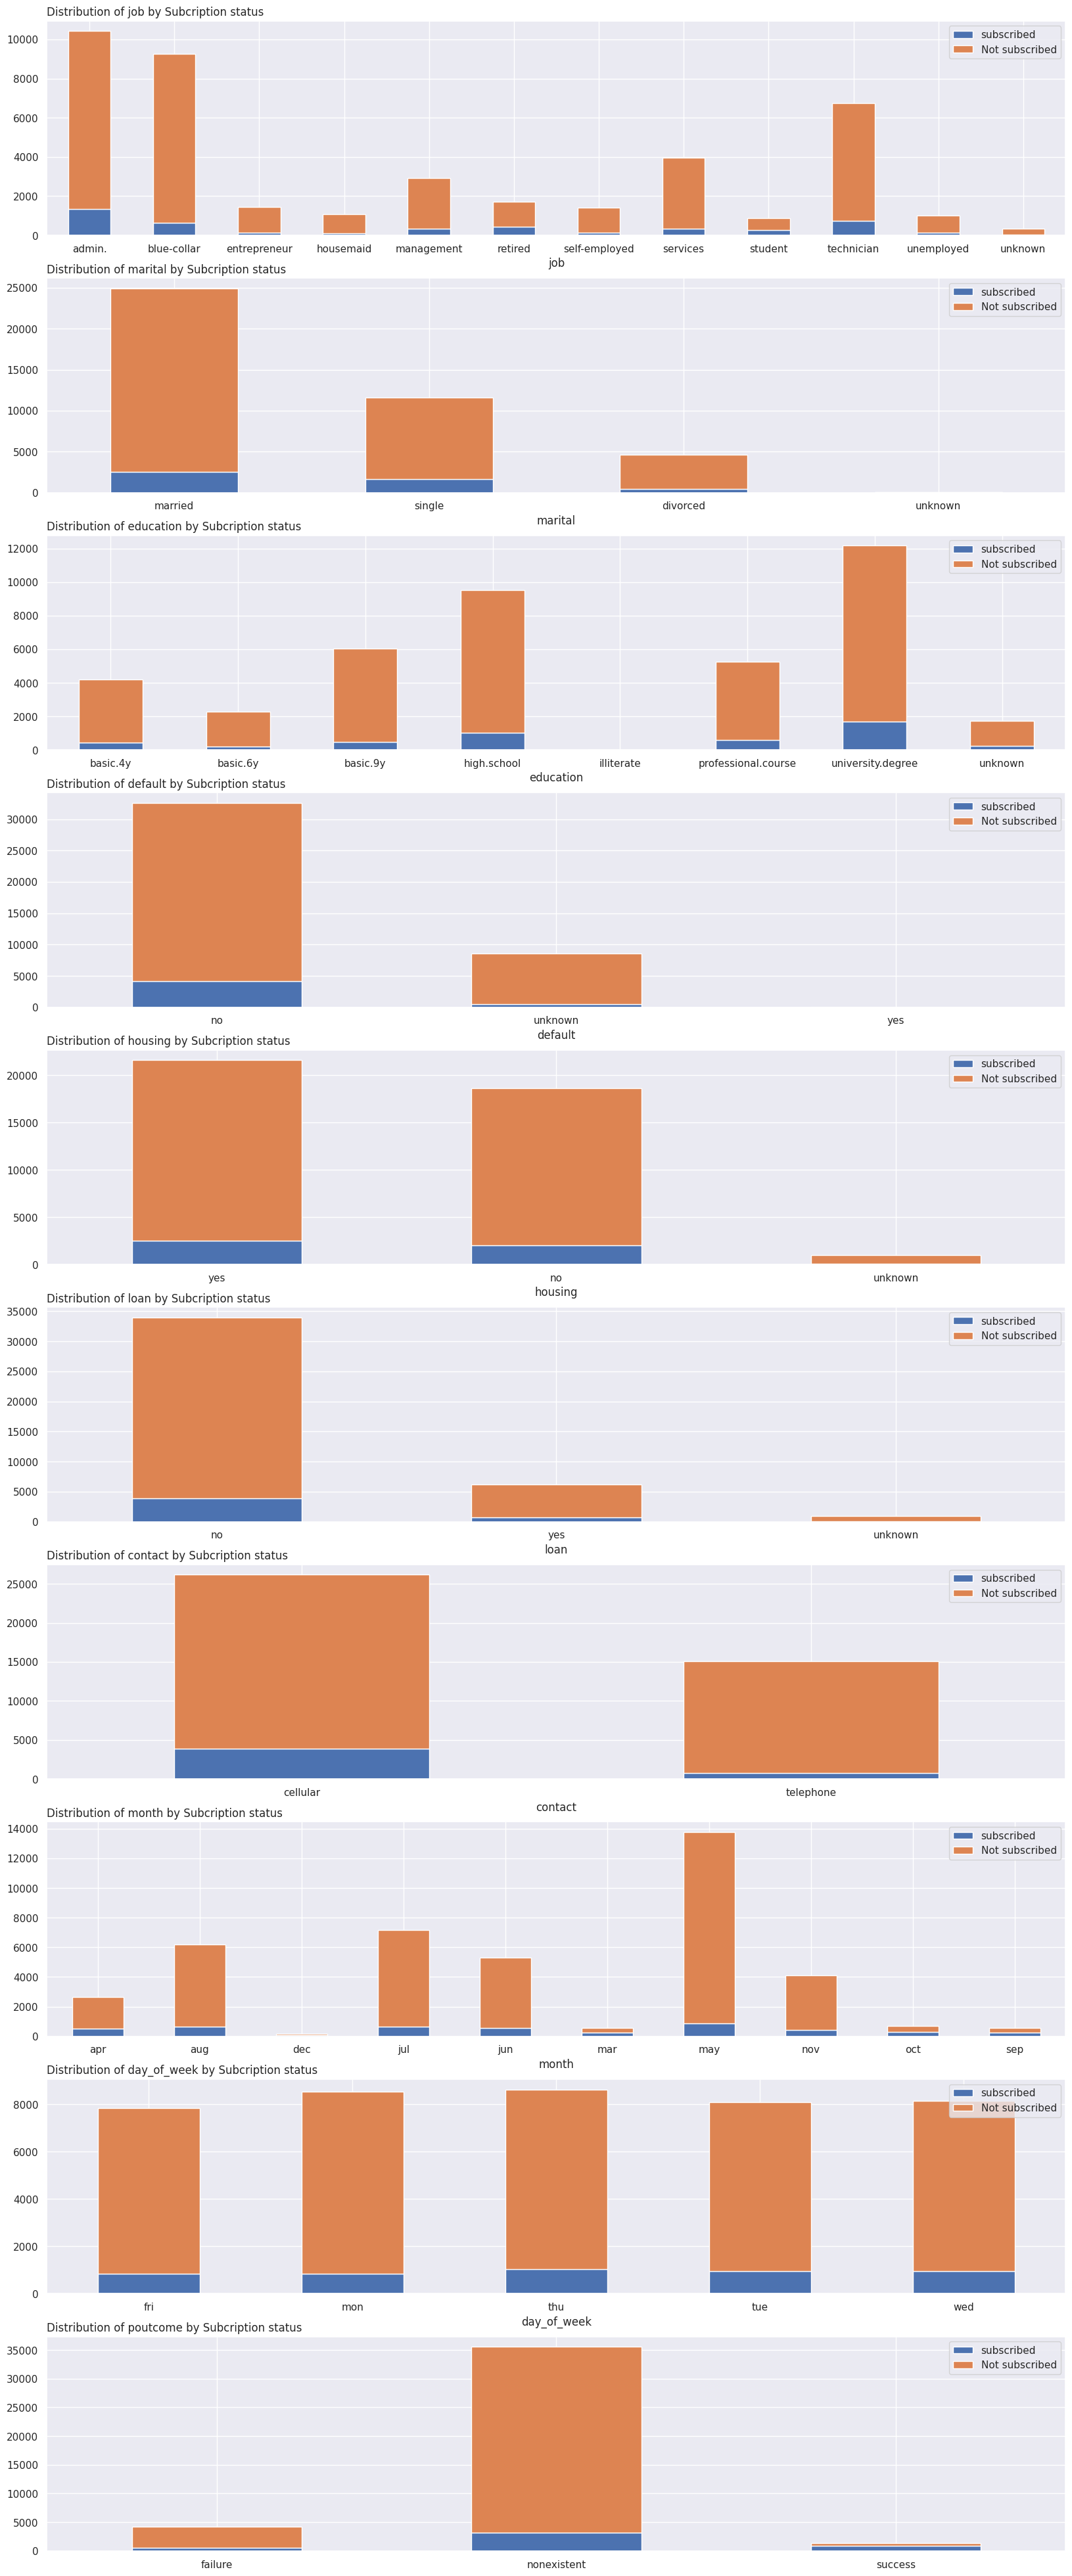 Distribution of job by Subcription status
10000
8000
6000
4000
2000
0
subscribed
Not subscribed
admin. blue-collar entrepreneur housemaid management retired self-employed services student technician unemployed unknown
job
Distribution of marital by Subcription status
25000
20000
15000
10000
5000
0
subscribed
Not subscribed
married single divorced unknown
marital
Distribution of education by Subcription status
12000
10000
8000
6000
4000
2000
0
subscribed
Not subscribed
basic.4y basic.6y basic.9y high.school illiterate professional.course university.degree unknown
education
Distribution of default by Subcription status
30000
25000
20000
15000
10000
5000
0
subscribed
Not subscribed
no unknown yes
default
Distribution of housing by Subcription status
20000
15000
10000
5000
0
subscribed
Not subscribed
yes no unknown
housing
Distribution of loan by Subcription status
35000
30000
25000
20000
15000
10000
5000
0
subscribed
Not subscribed
no yes unknown
loan
Distribution of contact by Subcription status
25000
20000
15000
10000
5000
0
subscribed
Not subscribed
cellular telephone
contact
Distribution of month by Subcription status
14000
12000
10000
8000
6000
4000
2000
0
subscribed
Not subscribed
apr aug dec jul jun mar may nov oct sep
month
Distribution of day_of_week by Subcription status
8000
6000
4000
2000
0
subscribed
Not subscribed
fri mon thu tue wed
day_of_week
Distribution of poutcome by Subcription status
35000
30000
25000
20000
15000
10000
5000
0
subscribed
Not subscribed
failure nonexistent success